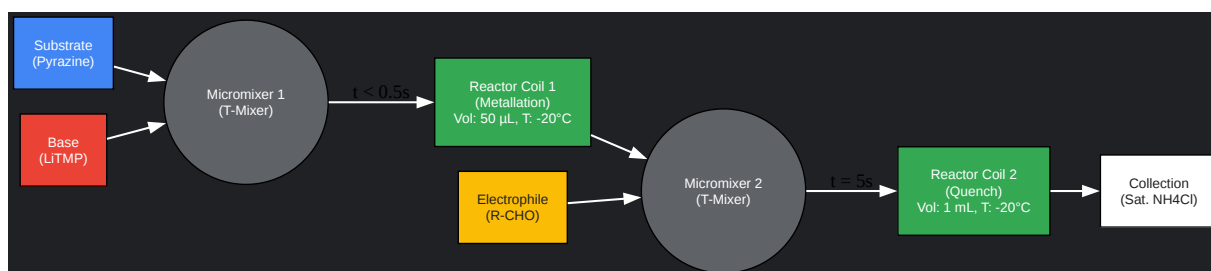 Substrate
(Pyrazine)
Base
(LiTMP)
Micromixer 1
(T-Mixer)
t < 0.5s
Reactor Coil 1
(Metallation)
Vol: 50 µL, T: -20°C
Electrophile
(R-CHO)
Micromixer 2
(T-Mixer)
t = 5s
Reactor Coil 2
(Quench)
Vol: 1 mL, T: -20°C
Collection
(Sat. NH4Cl)